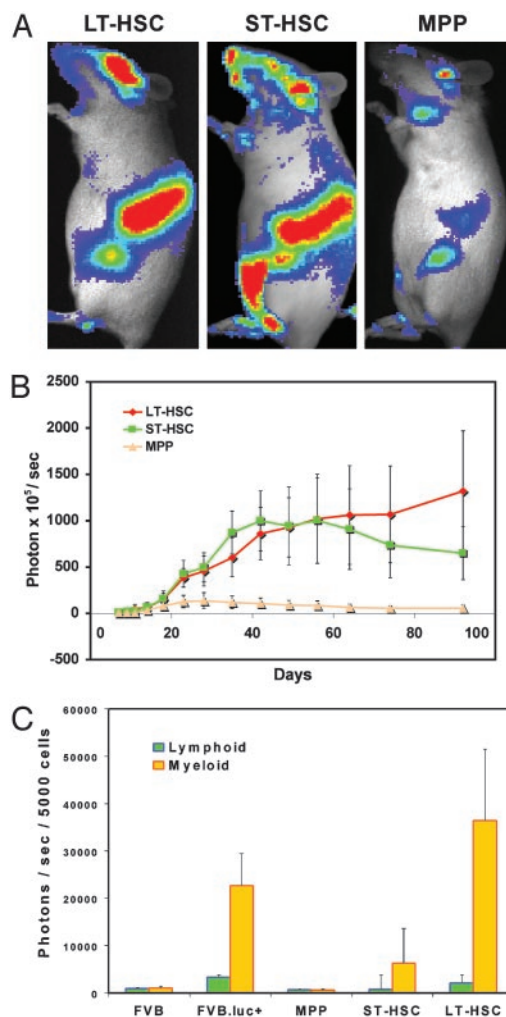 A
LT-HSC ST-HSC MPP
B
2500
2000
1500
1000
500
0
-500
Photon x 10⁵/ sec
LT-HSC
ST-HSC
MPP
0 20 40 60 80 100
Days
C
60000
50000
40000
30000
20000
10000
0
Photons / sec / 5000 cells
Lymphoid
Myeloid
FVB FVB.luc+ MPP ST-HSC LT-HSC